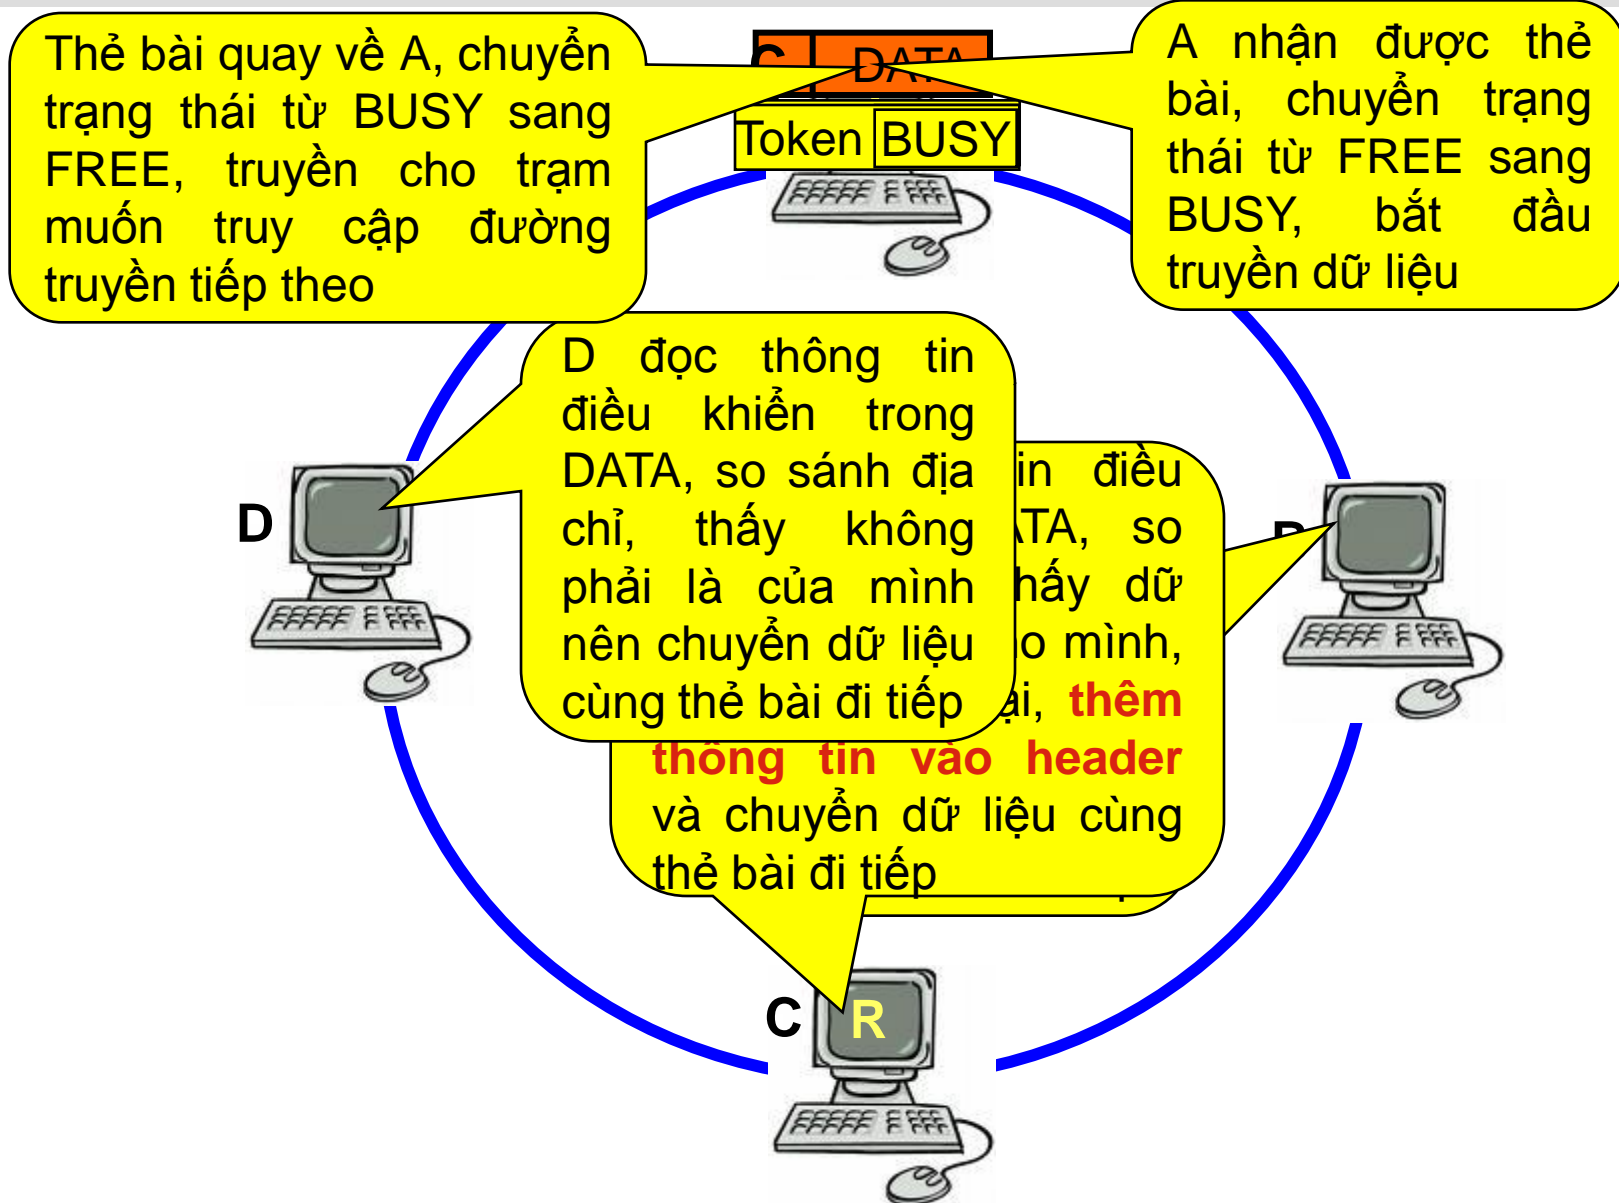 Thẻ bài quay về A, chuyển
trạng thái từ BUSY sang
FREE, truyền cho trạm
muốn truy cập đường
truyền tiếp theo
C DATA
Token BUSY
A nhận được thẻ
bài, chuyển trạng
thái từ FREE sang
BUSY, bắt đầu
truyền dữ liệu
D đọc thông tin
điều khiển trong
DATA, so sánh địa
chỉ, thấy không
phải là của mình
nên chuyển dữ liệu
cùng thẻ bài đi tiếp
điều
so
dữ
mình,
thêm
thông tin vào header
và chuyển dữ liệu cùng
thẻ bài đi tiếp
D
C R